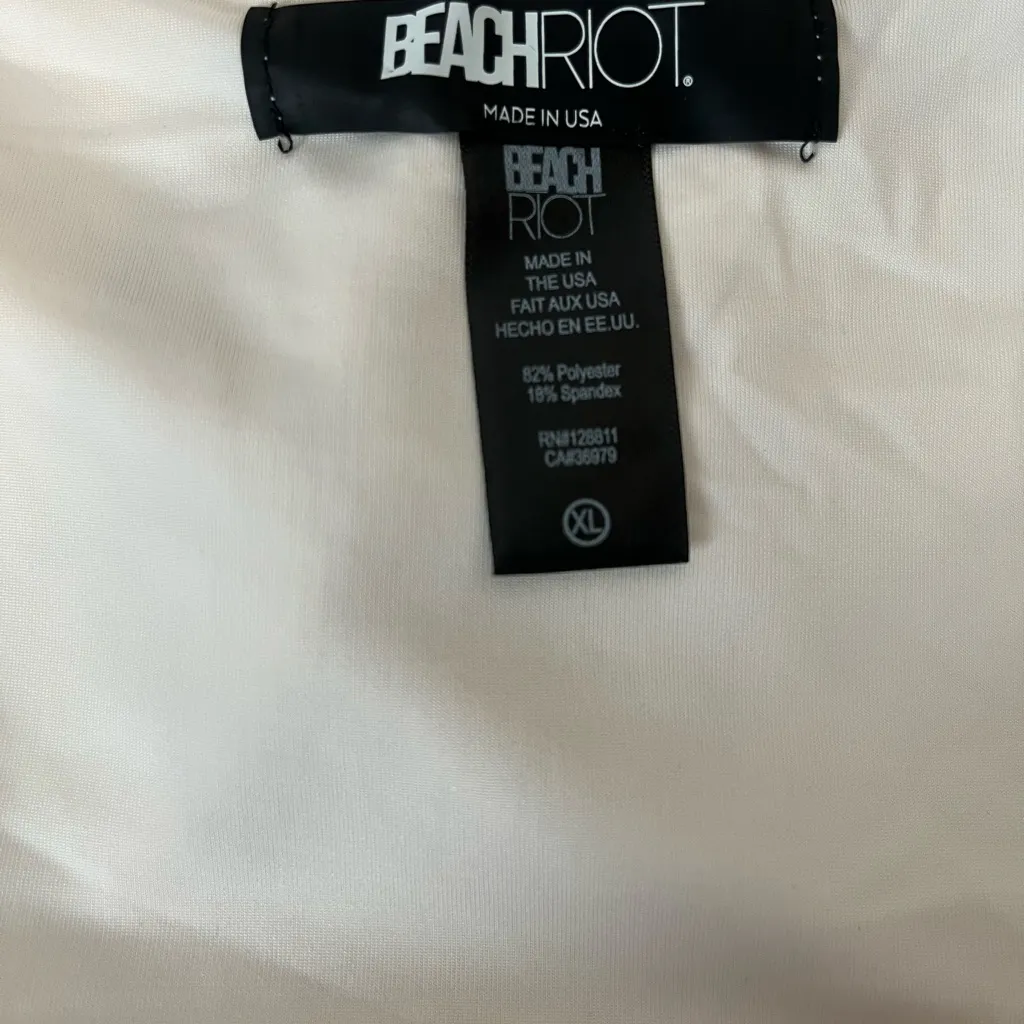 BEACHRIOT®
MADE IN USA
BEACH
RIOT
MADE IN
THE USA
FAIT AUX USA
HECHO EN EE.UU.
82% Polyester
18% Spandex
RN#128811
CA#36979
XL